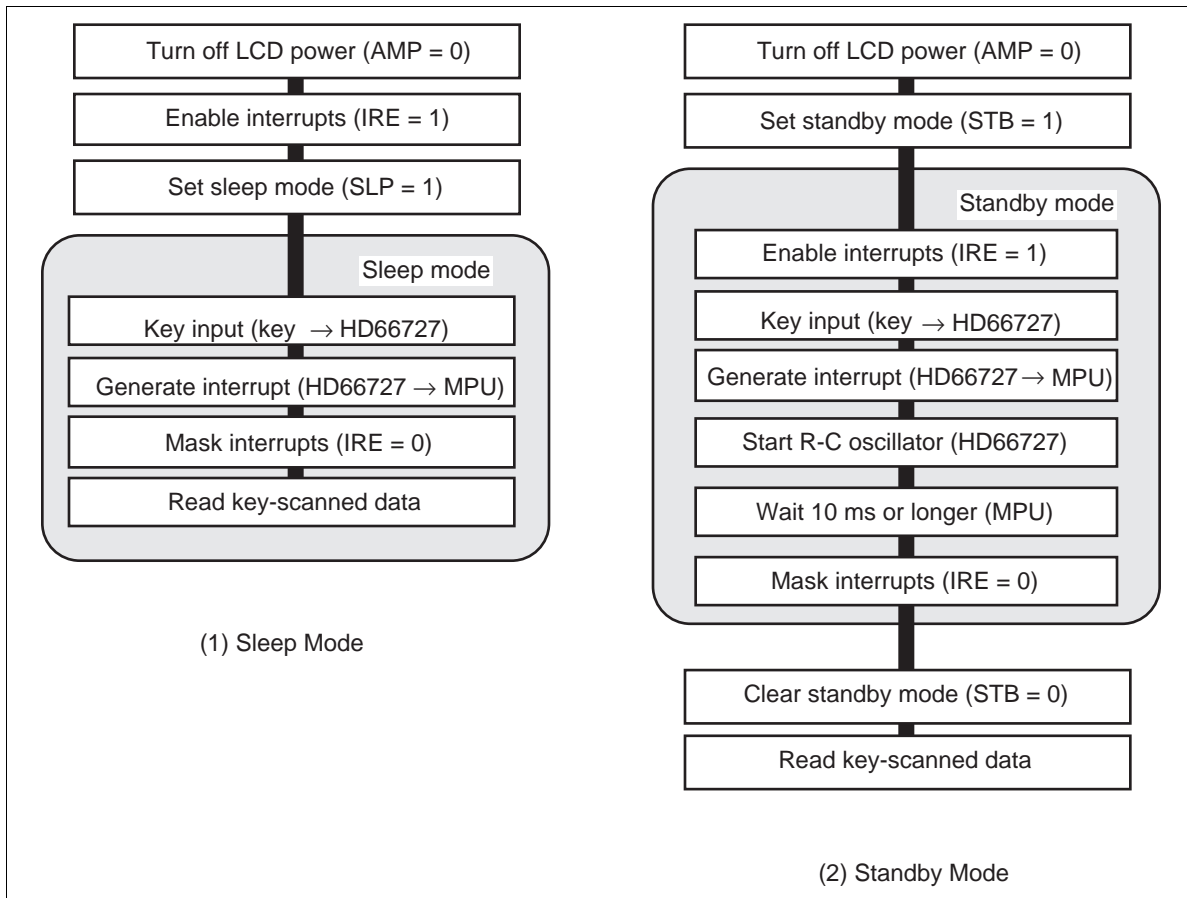 Turn off LCD power (AMP = 0)
Enable interrupts (IRE = 1)
Set sleep mode (SLP = 1)
Sleep mode
Key input (key → HD66727)
Generate interrupt (HD66727 → MPU)
Mask interrupts (IRE = 0)
Read key-scanned data
(1) Sleep Mode
Turn off LCD power (AMP = 0)
Set standby mode (STB = 1)
Standby mode
Enable interrupts (IRE = 1)
Key input (key → HD66727)
Generate interrupt (HD66727 → MPU)
Start R-C oscillator (HD66727)
Wait 10 ms or longer (MPU)
Mask interrupts (IRE = 0)
Clear standby mode (STB = 0)
Read key-scanned data
(2) Standby Mode